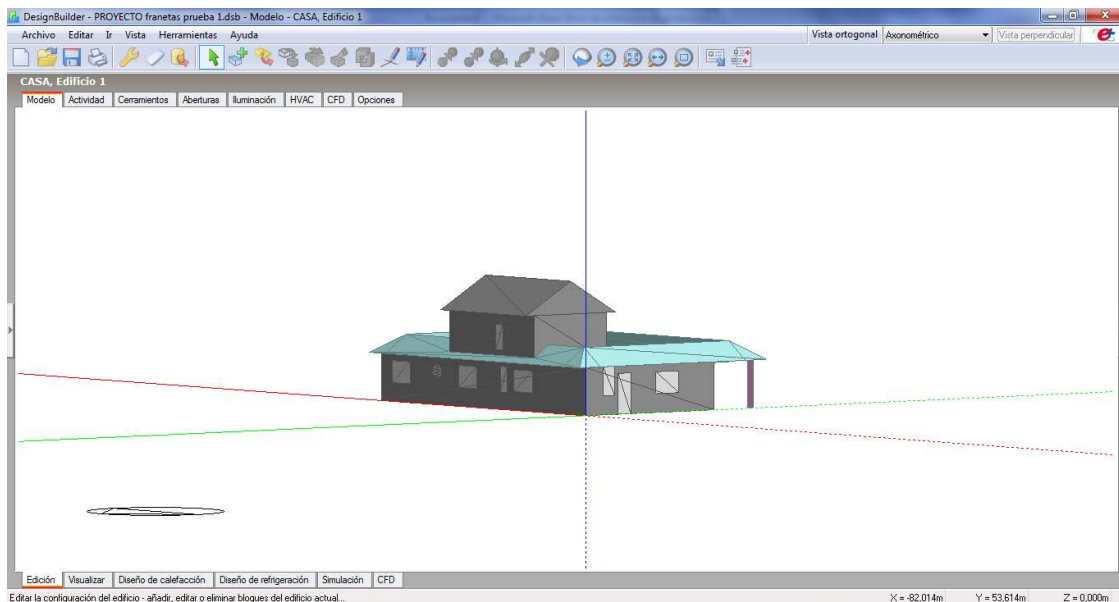 DesignBuilder - PROYECTO franetas prueba 1.dsb - Modelo - CASA, Edificio 1
Archivo Editar Ir Vista Herramientas Ayuda Vista ortogonal Axonométrico Vista perpendicular
CASA, Edificio 1
Modelo Actividad Cerramientos Aberturas Iluminación HVAC CFD Opciones
Edición Visualizar Diseño de calefacción Diseño de refrigeración Simulación CFD
Editar la configuración del edificio - añadir, editar o eliminar bloques del edificio actual... X = -82,014m Y = 53,614m Z = 0,000m